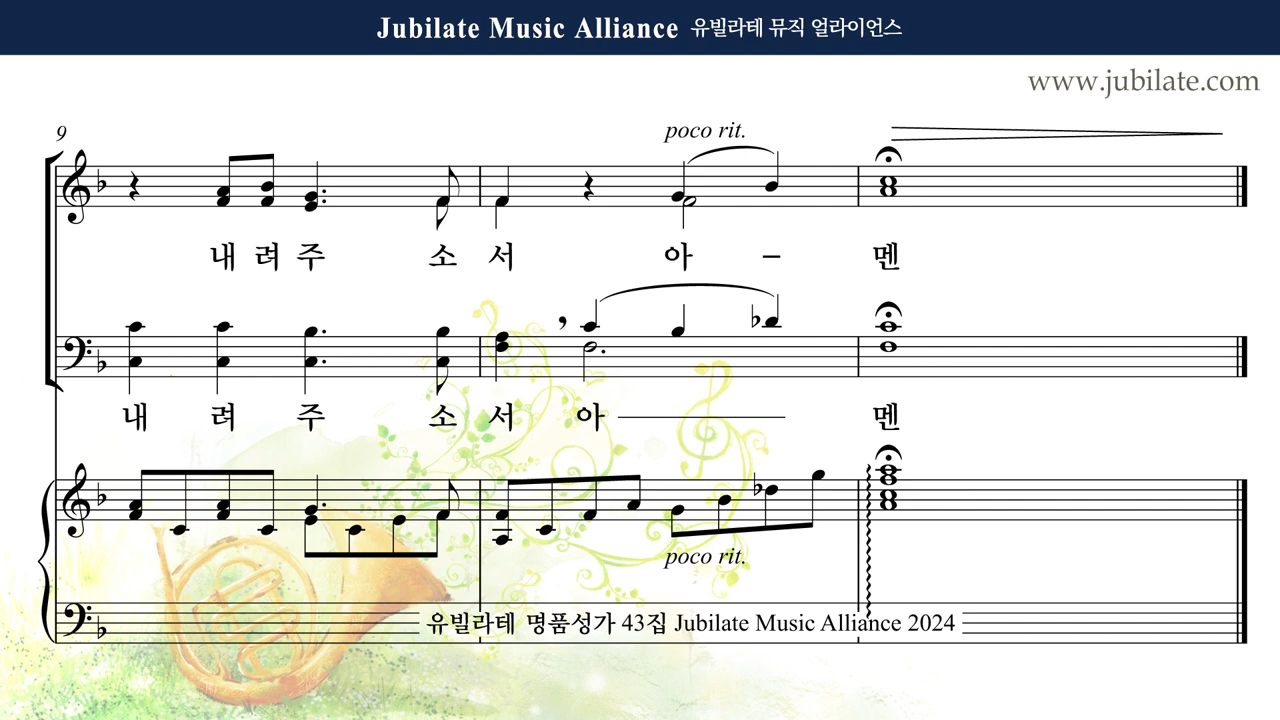 Jubilate Music Alliance 유빌라테 뮤직 얼라이언스
www.jubilate.com
9
poco rit.
내 려 주 소 서 아 – 멘
내 려 주 소 서 아 멘
poco rit.
유빌라테 명품성가 43집 Jubilate Music Alliance 2024